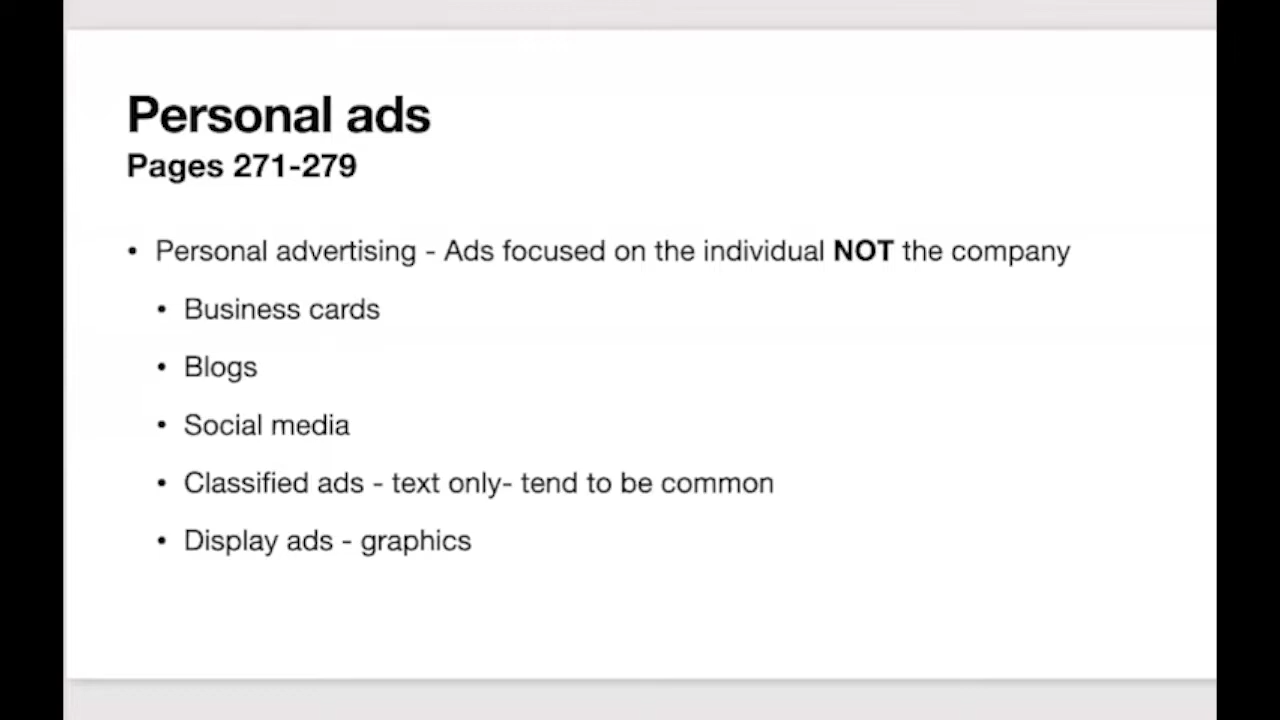 Personal ads
Pages 271-279
• Personal advertising - Ads focused on the individual NOT the company
• Business cards
• Blogs
• Social media
• Classified ads - text only- tend to be common
• Display ads - graphics